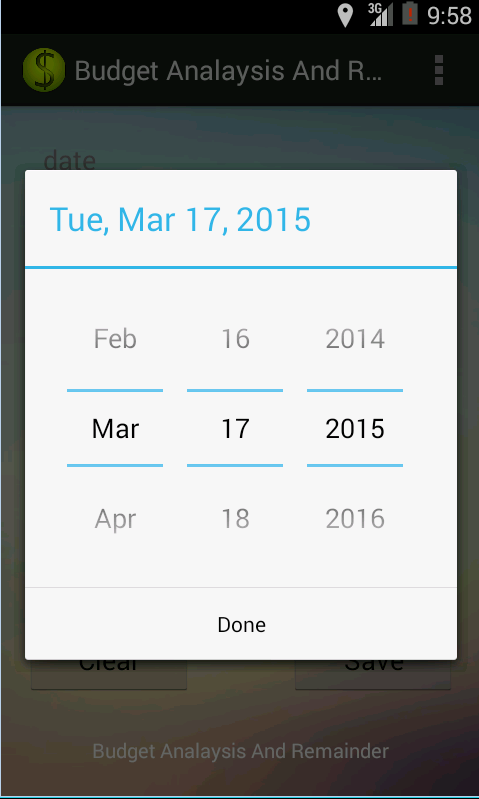 3G 9:58
Budget Analaysis And R...
date
Tue, Mar 17, 2015
Feb 16 2014
Mar 17 2015
Apr 18 2016
Done
Clear Save
Budget Analaysis And Remainder